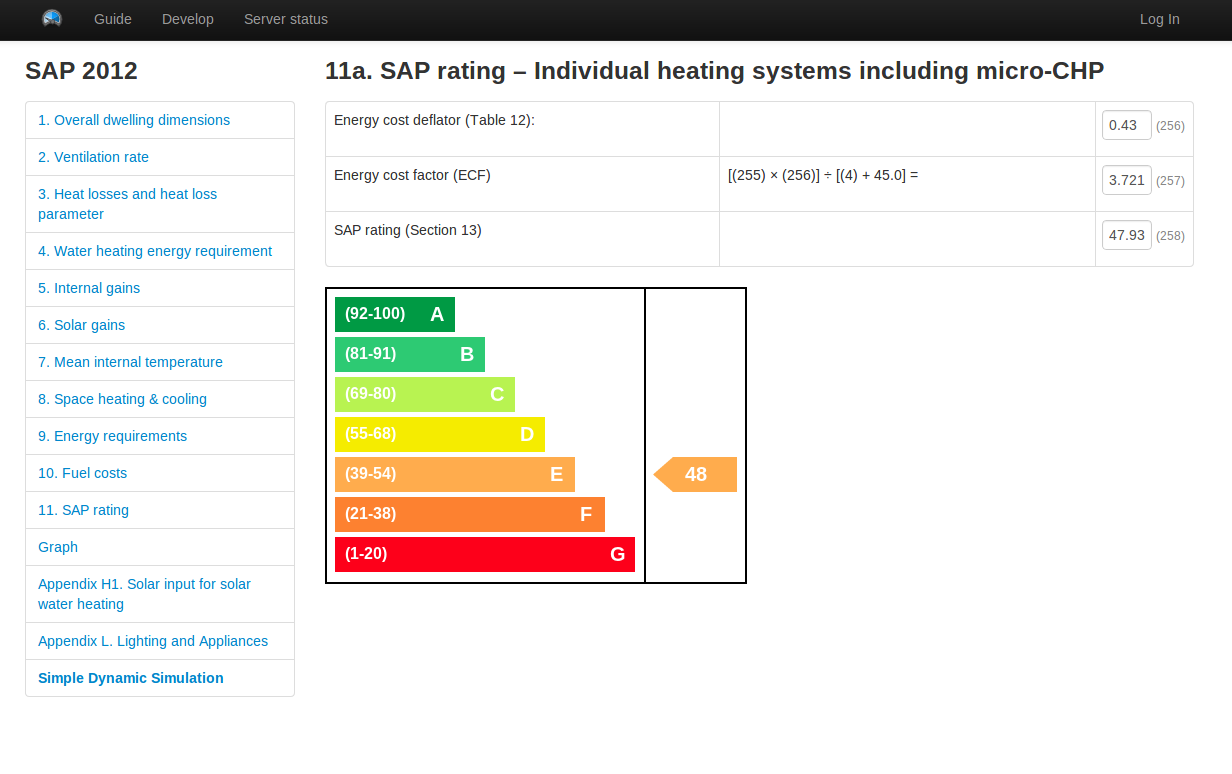 Guide Develop Server status Log In
SAP 2012
1. Overall dwelling dimensions
2. Ventilation rate
3. Heat losses and heat loss
parameter
4. Water heating energy requirement
5. Internal gains
6. Solar gains
7. Mean internal temperature
8. Space heating & cooling
9. Energy requirements
10. Fuel costs
11. SAP rating
Graph
Appendix H1. Solar input for solar
water heating
Appendix L. Lighting and Appliances
Simple Dynamic Simulation
11a. SAP rating – Individual heating systems including micro-CHP
Energy cost deflator (Table 12): 0.43 (256)
Energy cost factor (ECF) [(255) × (256)] ÷ [(4) + 45.0] = 3.721 (257)
SAP rating (Section 13) 47.93 (258)
(92-100) A
(81-91) B
(69-80) C
(55-68) D
(39-54) E 48
(21-38) F
(1-20) G